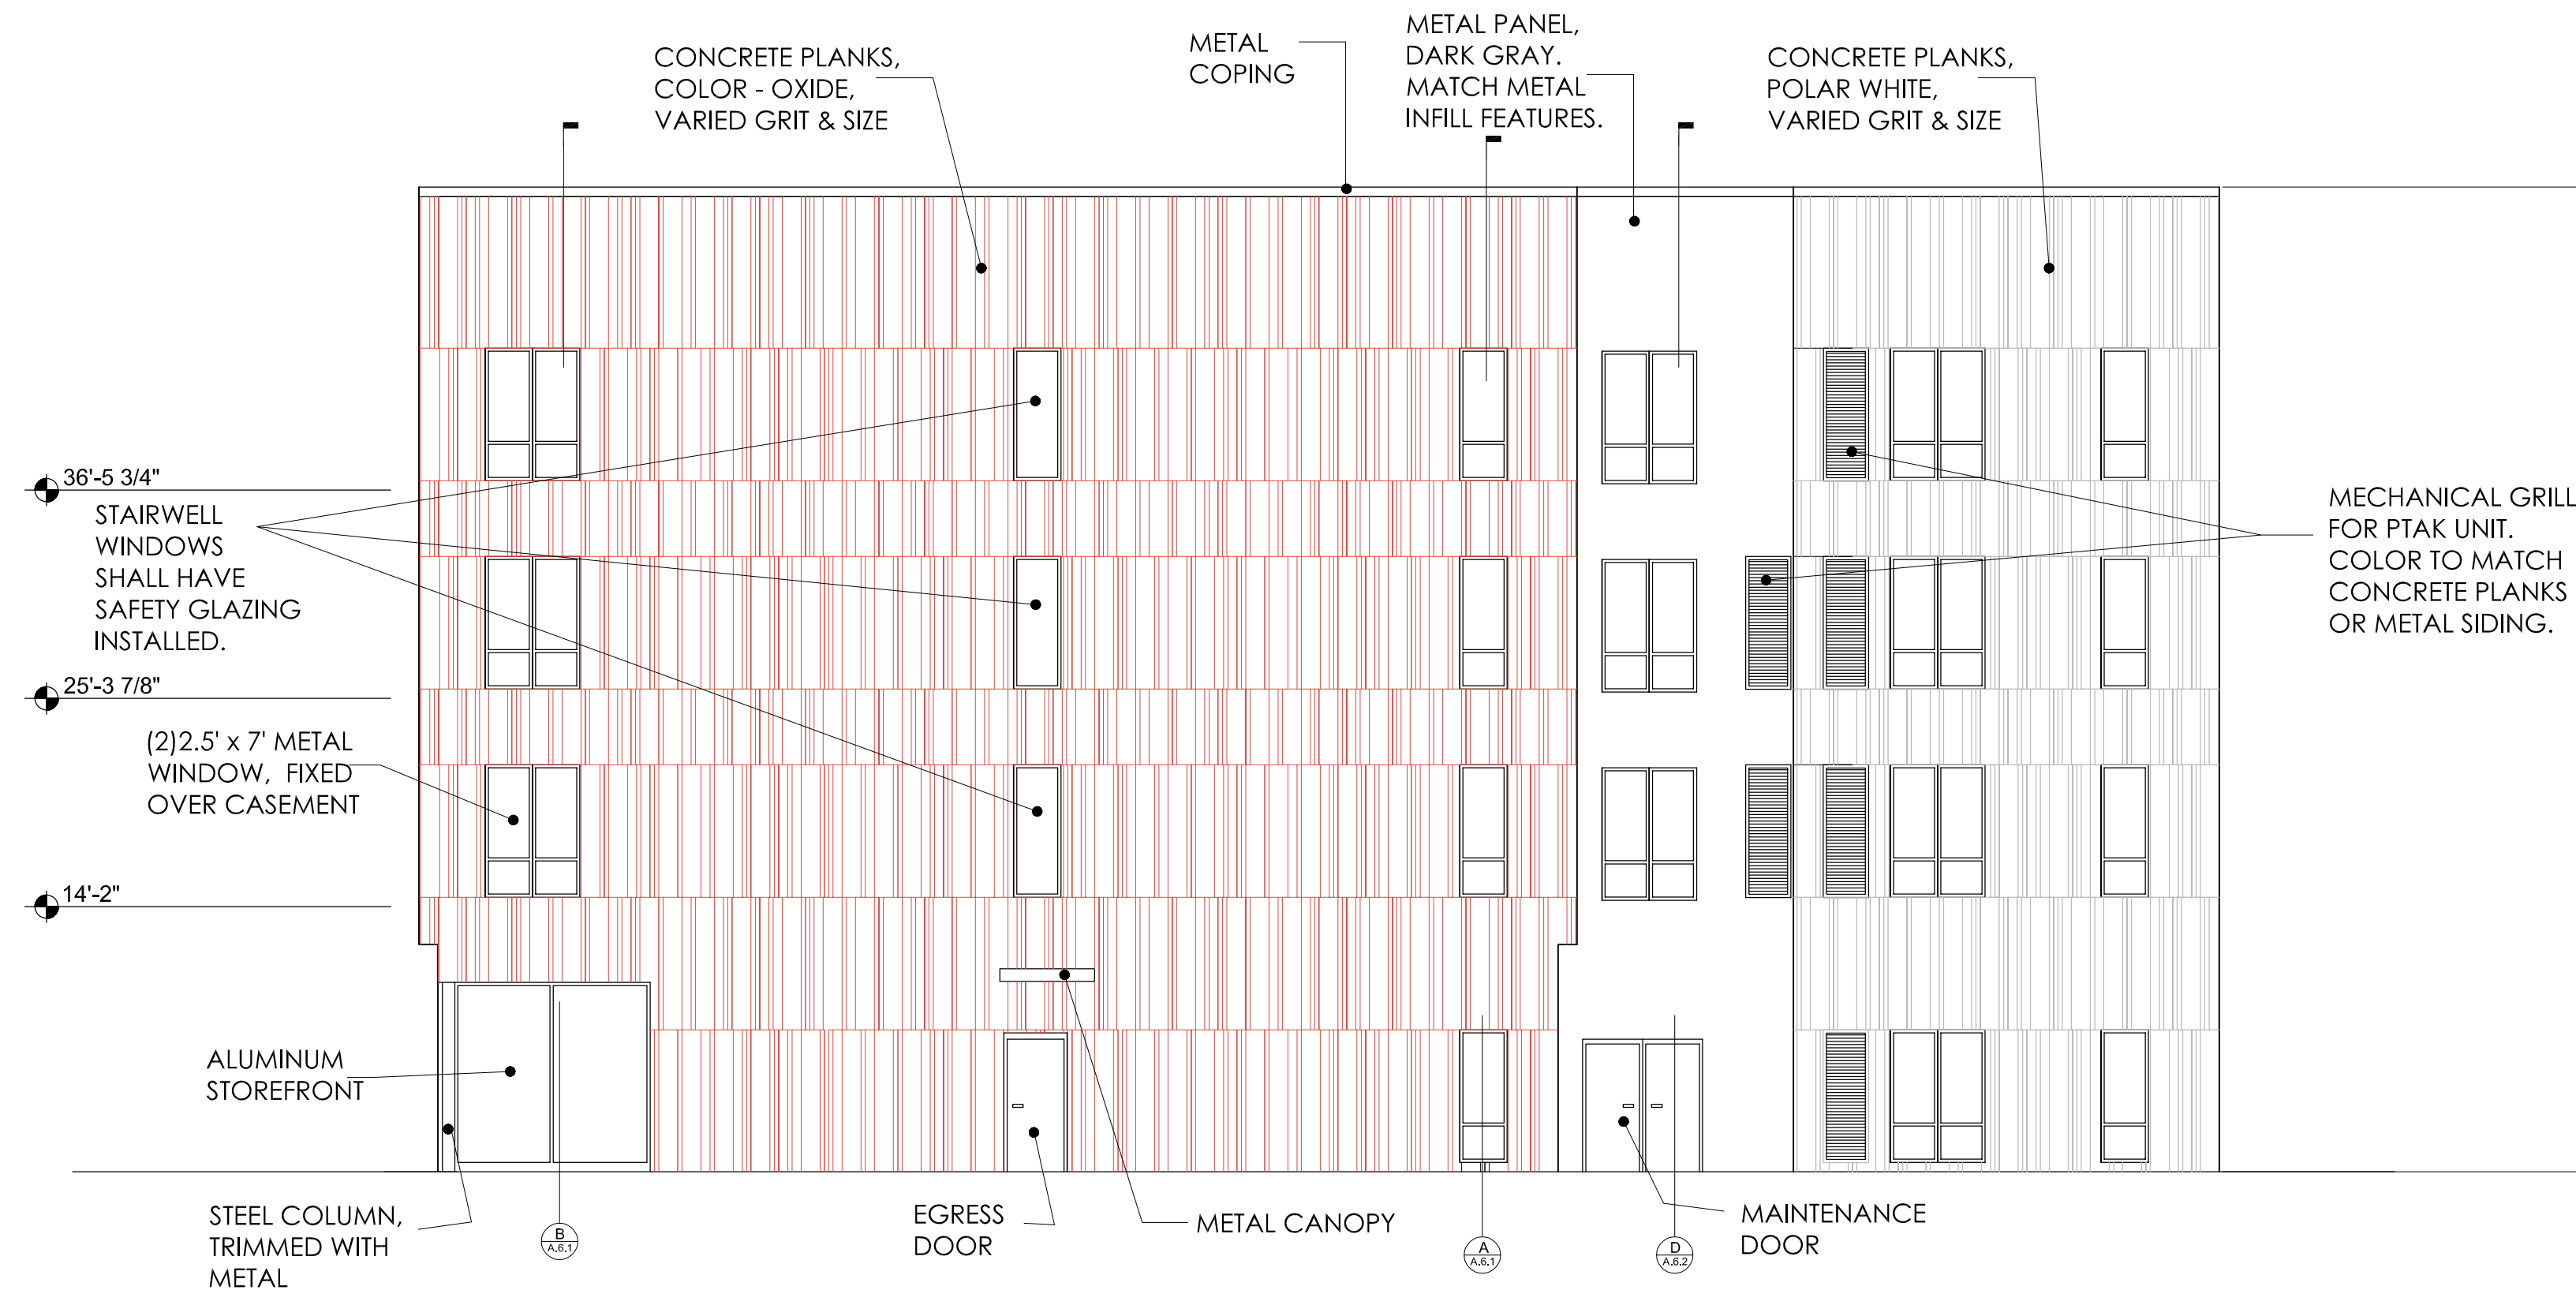 CONCRETE PLANKS,
COLOR - OXIDE,
VARIED GRIT & SIZE
METAL
COPING
METAL PANEL,
DARK GRAY.
MATCH METAL
INFILL FEATURES.
CONCRETE PLANKS,
POLAR WHITE,
VARIED GRIT & SIZE
36'-5 3/4"
STAIRWELL
WINDOWS
SHALL HAVE
SAFETY GLAZING
INSTALLED.
MECHANICAL GRILL
FOR PTAK UNIT.
COLOR TO MATCH
CONCRETE PLANKS
OR METAL SIDING.
25'-3 7/8"
(2)2.5' x 7' METAL
WINDOW, FIXED
OVER CASEMENT
14'-2"
ALUMINUM
STOREFRONT
STEEL COLUMN,
TRIMMED WITH
METAL
B
A.6.1
EGRESS
DOOR
METAL CANOPY
A
A.6.1
D
A.6.2
MAINTENANCE
DOOR